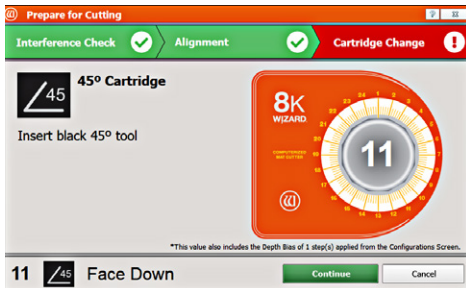 Prepare for Cutting
Interference Check
Alignment
Cartridge Change
45
45º Cartridge
Insert black 45º tool
8K
WIZARD
COMPUTERIZED
MAT CUTTER
11
*This value also includes the Depth Bias of 1 step(s) applied from the Configurations Screen.
11 45 Face Down
Continue
Cancel